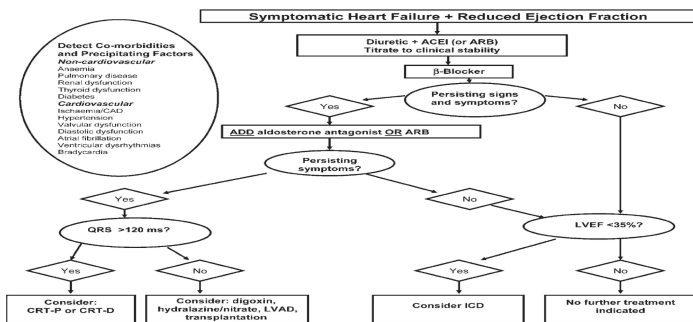 Symptomatic Heart Failure + Reduced Ejection Fraction
Detect Co-morbidities
and Precipitating Factors
Non-cardiovascular
Anaemia
Pulmonary disease
Renal dysfunction
Thyroid dysfunction
Diabetes
Cardiovascular
Ischaemia/CAD
Hypertension
Valvular dysfunction
Diastolic dysfunction
Atrial fibrillation
Ventricular dysrhythmias
Bradycardia
Diuretic + ACEI (or ARB)
Titrate to clinical stability
β-Blocker
Persisting signs
and symptoms?
Yes
No
ADD aldosterone antagonist OR ARB
Persisting
symptoms?
Yes
No
QRS >120 ms?
LVEF <35%?
Yes
No
Yes
No
Consider:
CRT-P or CRT-D
Consider: digoxin,
hydralazine/nitrate, LVAD,
transplantation
Consider ICD
No further treatment
indicated